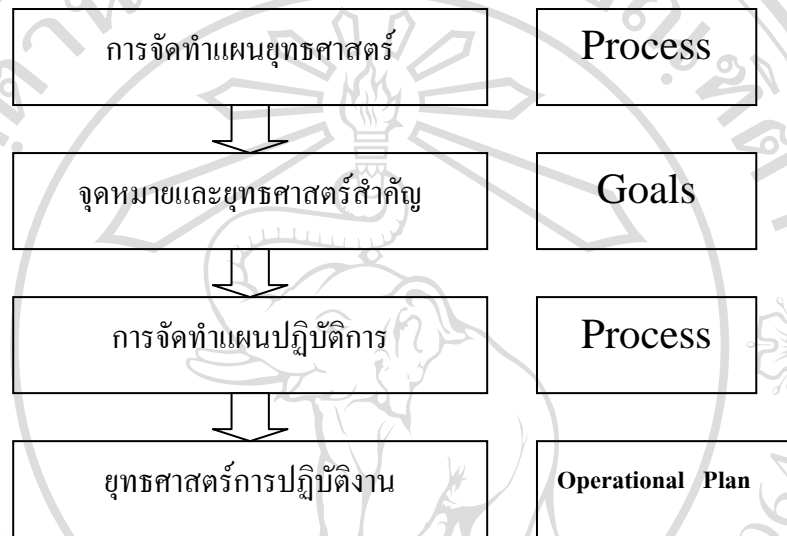 การจัดทำแผนยุทธศาสตร์ Process
จุดหมายและยุทธศาสตร์สำคัญ Goals
การจัดทำแผนปฏิบัติการ Process
ยุทธศาสตร์การปฏิบัติงาน Operational Plan